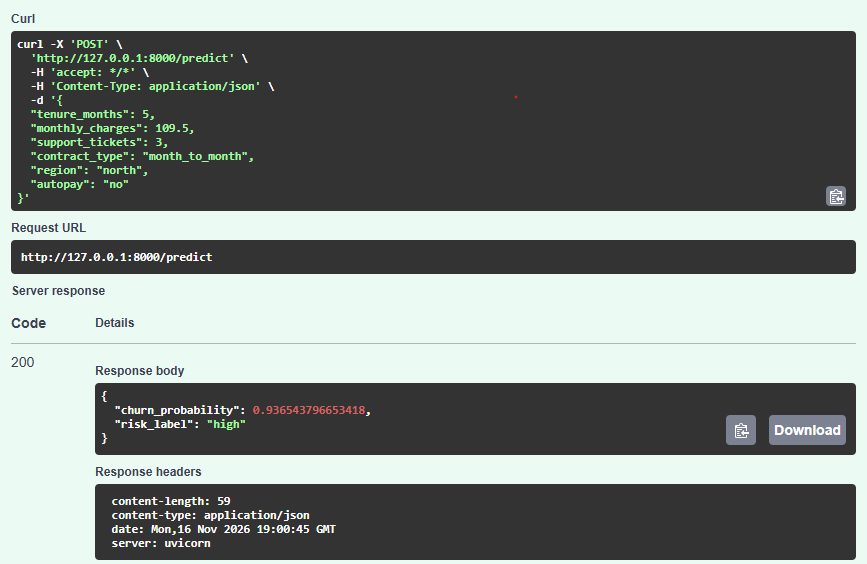 Curl
curl -X 'POST' \
  'http://127.0.0.1:8000/predict' \
  -H 'accept: */*' \
  -H 'Content-Type: application/json' \
  -d '{
  "tenure_months": 5,
  "monthly_charges": 109.5,
  "support_tickets": 3,
  "contract_type": "month_to_month",
  "region": "north",
  "autopay": "no"
}'
Request URL
http://127.0.0.1:8000/predict
Server response
Code Details
200
Response body
{
  "churn_probability": 0.936543796653418,
  "risk_label": "high"
}
Download
Response headers
content-length: 59
content-type: application/json
date: Mon,16 Nov 2026 19:00:45 GMT
server: uvicorn